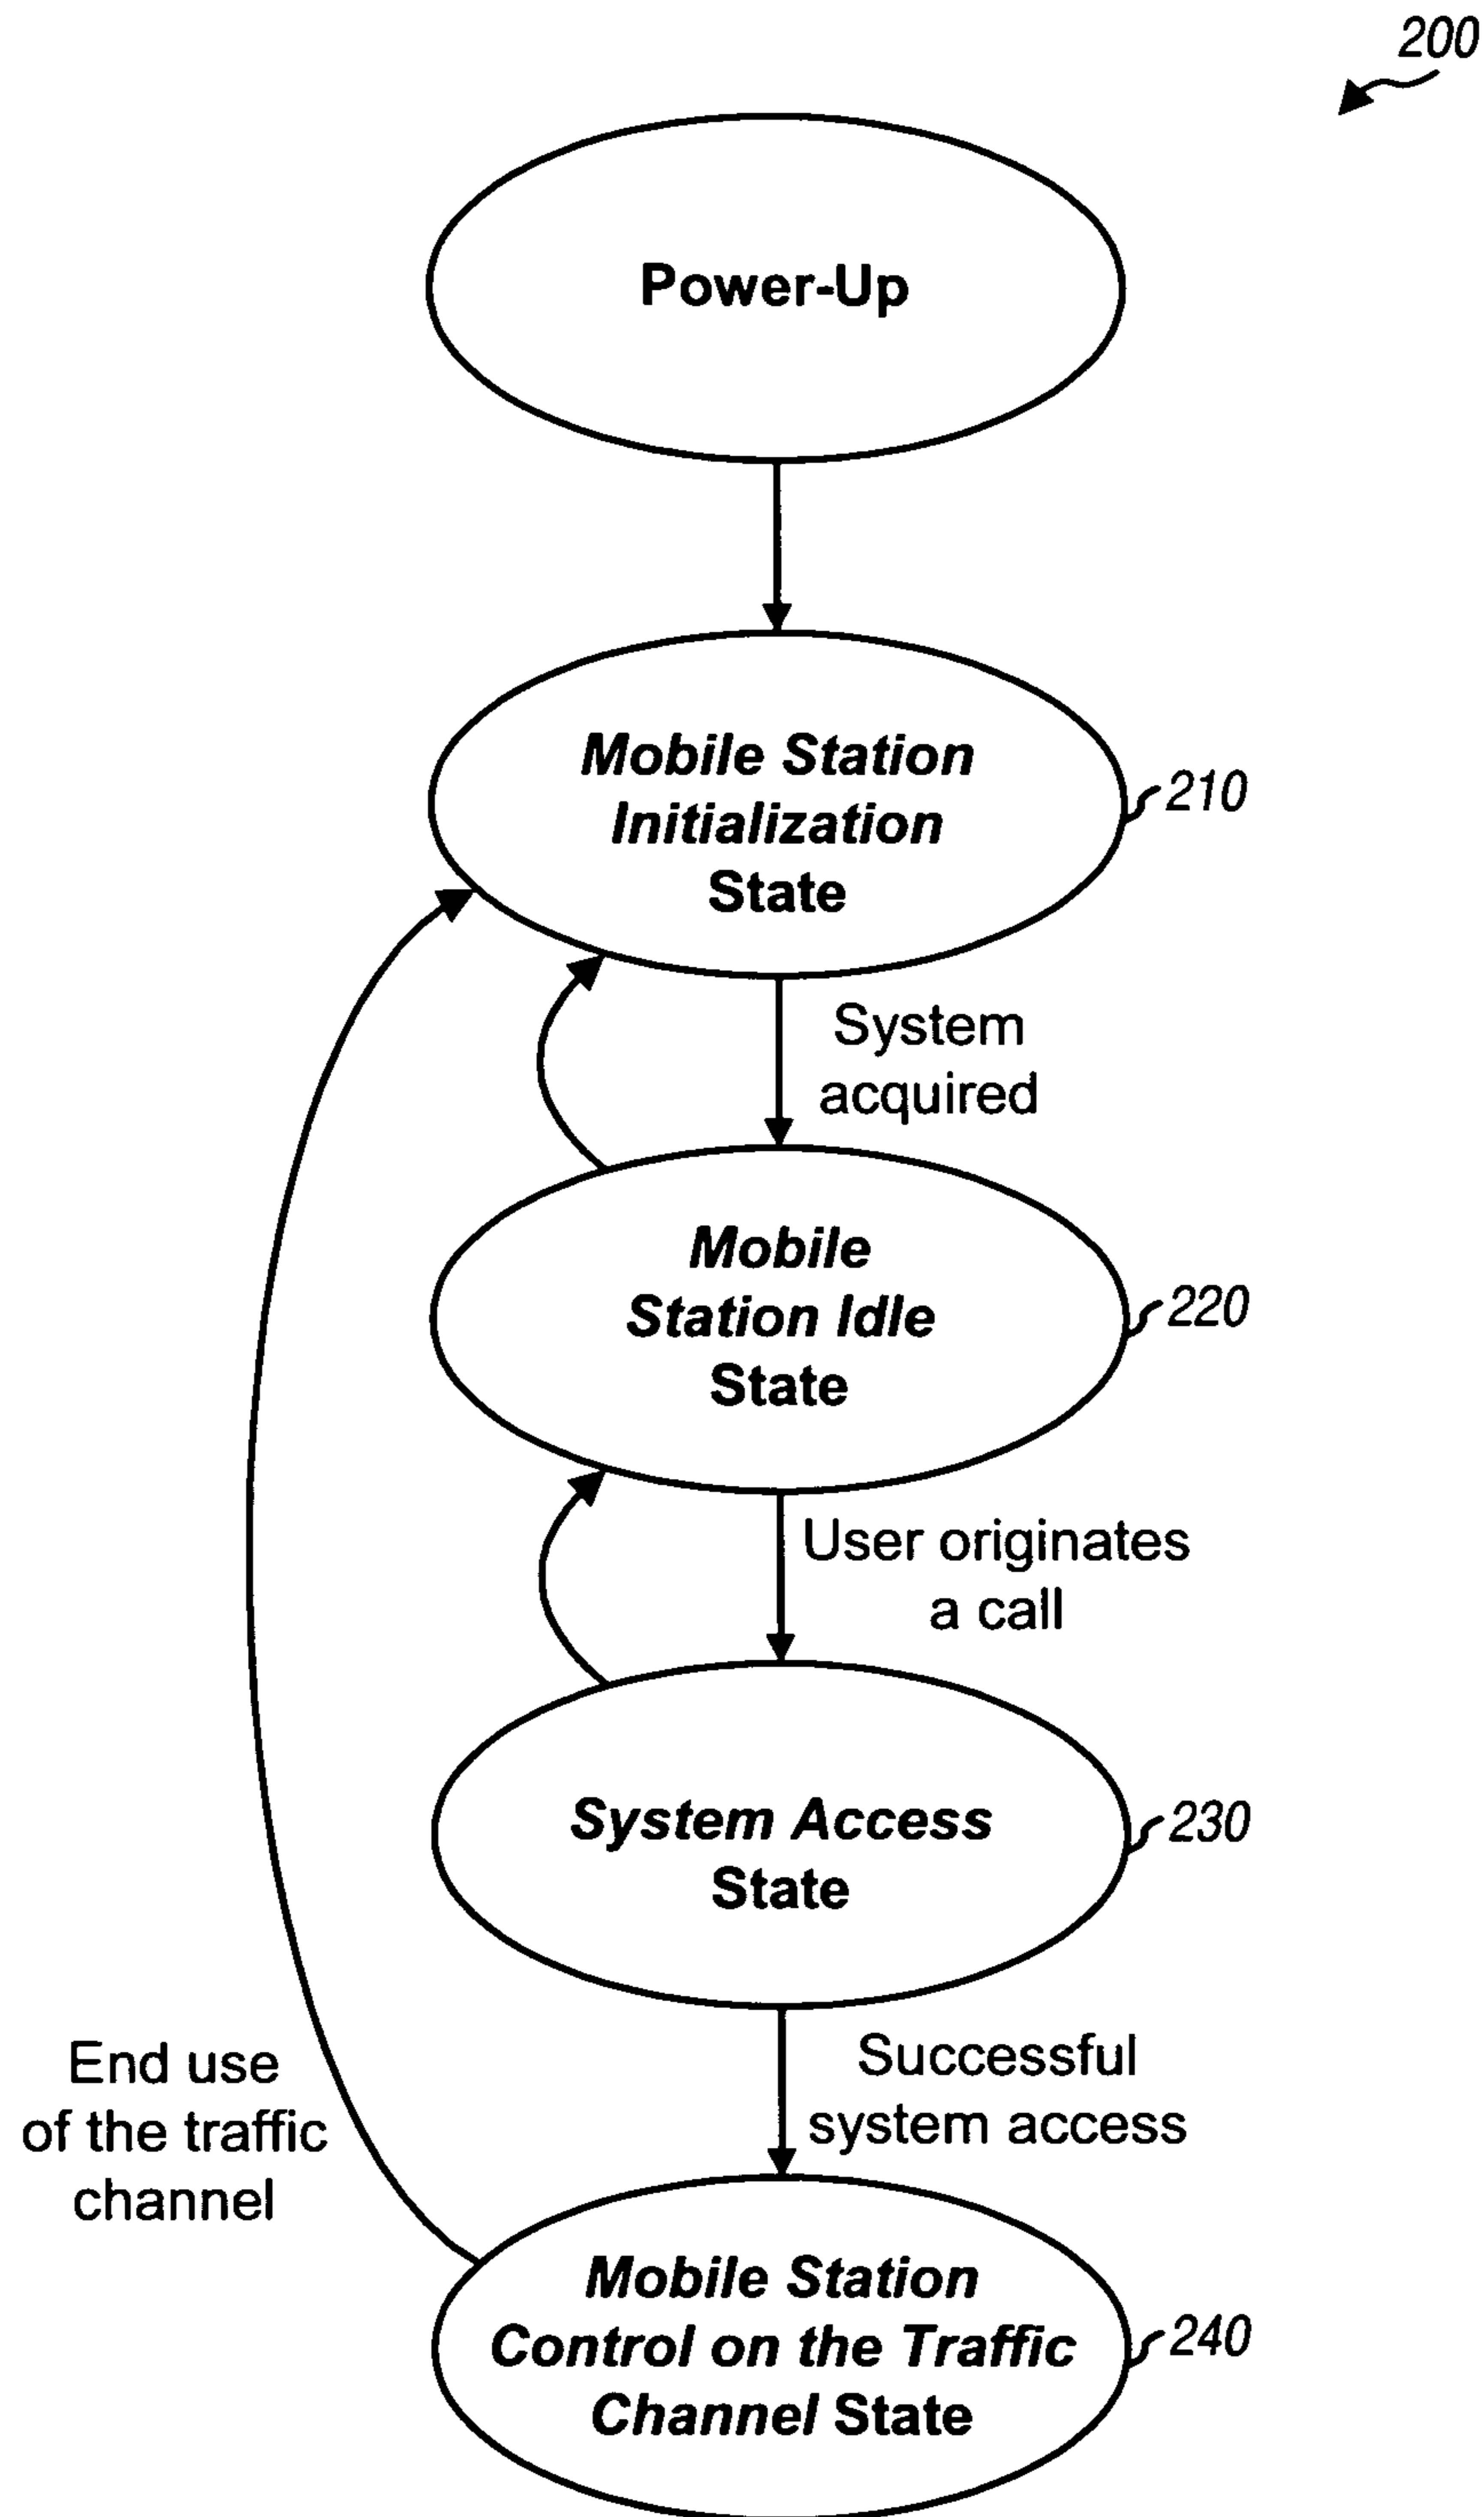 200
Power-Up
Mobile Station
Initialization
State
210
System
acquired
Mobile
Station Idle
State
220
User originates
a call
System Access
State
230
Successful
system access
End use
of the traffic
channel
Mobile Station
Control on the Traffic
Channel State
240